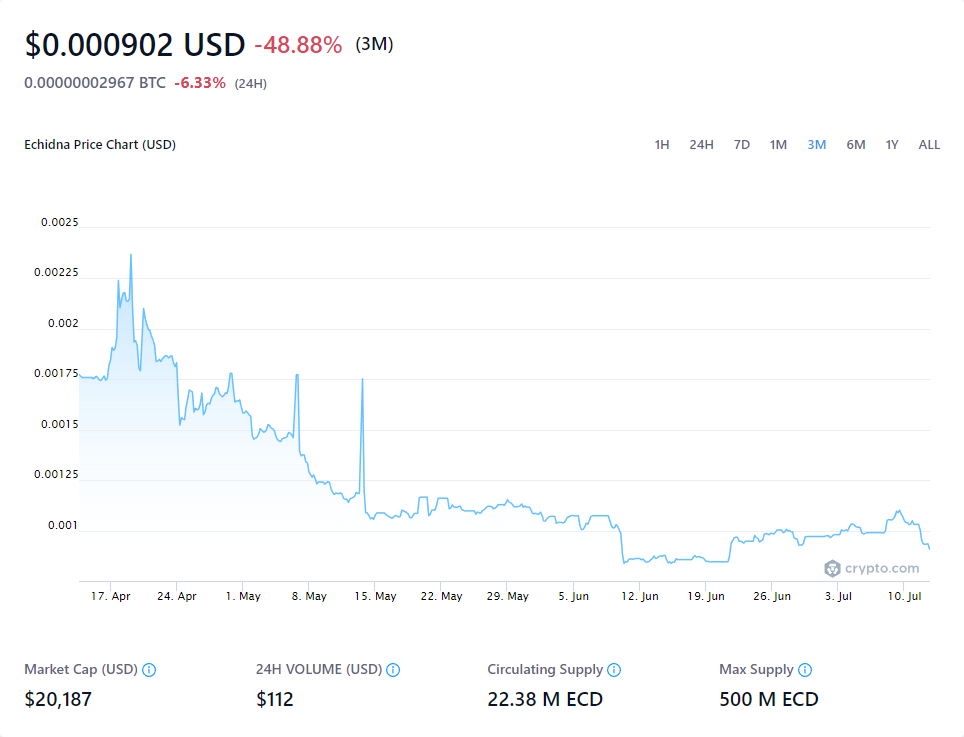 $0.000902 USD -48.88% (3M)
0.00000002967 BTC -6.33% (24H)
Echidna Price Chart (USD) 1H 24H 7D 1M 3M 6M 1Y ALL
0.0025
0.00225
0.002
0.00175
0.0015
0.00125
0.001
crypto.com
17. Apr 24. Apr 1. May 8. May 15. May 22. May 29. May 5. Jun 12. Jun 19. Jun 26. Jun 3. Jul 10. Jul
Market Cap (USD) 24H VOLUME (USD) Circulating Supply Max Supply
$20,187 $112 22.38 M ECD 500 M ECD